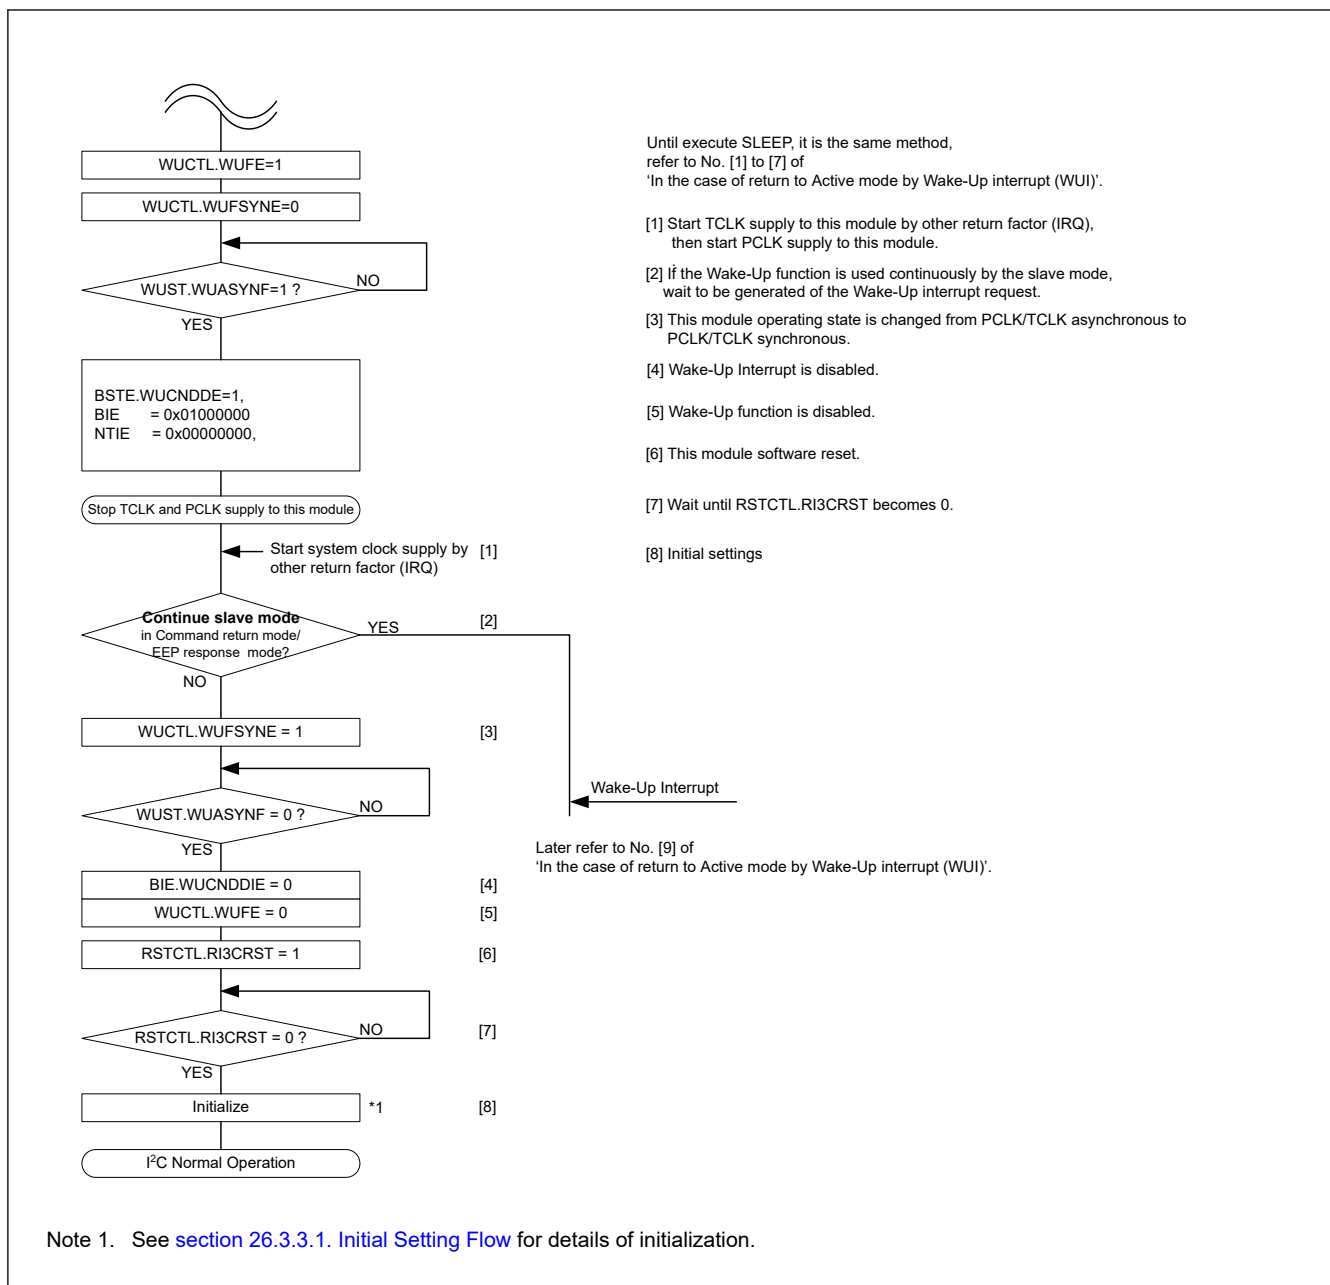 WUCTL.WUFE=1
WUCTL.WUFSYNE=0
WUST.WUASYNF=1 ?
NO
YES
BSTE.WUCNDDE=1,
BIE = 0x01000000
NTIE = 0x00000000,
Stop TCLK and PCLK supply to this module
Start system clock supply by [1]
other return factor (IRQ)
Continue slave mode
in Command return mode/
EEP response mode?
YES
[2]
NO
WUCTL.WUFSYNE = 1
[3]
Wake-Up Interrupt
WUST.WUASYNF = 0 ?
NO
YES
Later refer to No. [9] of
‘In the case of return to Active mode by Wake-Up interrupt (WUI)’.
BIE.WUCNDDIE = 0
[4]
WUCTL.WUFE = 0
[5]
RSTCTL.RI3CRST = 1
[6]
RSTCTL.RI3CRST = 0 ?
NO
[7]
YES
Initialize
*1
[8]
I²C Normal Operation
Until execute SLEEP, it is the same method,
refer to No. [1] to [7] of
‘In the case of return to Active mode by Wake-Up interrupt (WUI)’.
[1] Start TCLK supply to this module by other return factor (IRQ),
then start PCLK supply to this module.
[2] If the Wake-Up function is used continuously by the slave mode,
wait to be generated of the Wake-Up interrupt request.
[3] This module operating state is changed from PCLK/TCLK asynchronous to
PCLK/TCLK synchronous.
[4] Wake-Up Interrupt is disabled.
[5] Wake-Up function is disabled.
[6] This module software reset.
[7] Wait until RSTCTL.RI3CRST becomes 0.
[8] Initial settings
Note 1. See section 26.3.3.1. Initial Setting Flow for details of initialization.